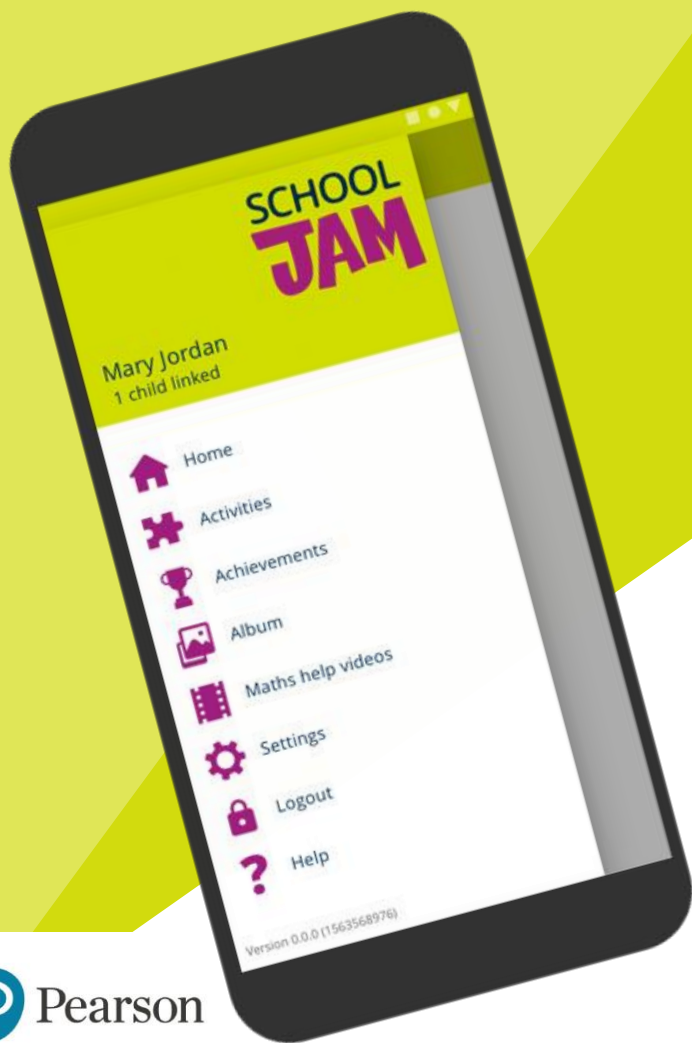 SCHOOL
JAM
Mary Jordan
1 child linked
Home
Activities
Achievements
Album
Maths help videos
Settings
Logout
Help
Version 0.0.0 (1563568976)
Pearson